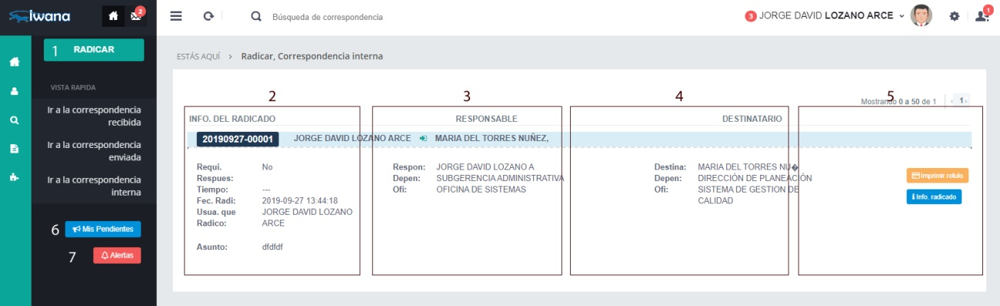 iwana
2
Búsqueda de correspondencia
3 JORGE DAVID LOZANO ARCE
1
1 RADICAR
VISTA RAPIDA
Ir a la correspondencia
recibida
Ir a la correspondencia
enviada
Ir a la correspondencia
interna
6 Mis Pendientes
7 Alertas
ESTÁS AQUÍ > Radicar, Correspondencia interna
2 3 4 5
Mostrando 0 a 50 de 1 ‹ 1 ›
INFO. DEL RADICADO RESPONSABLE DESTINATARIO
20190927-00001 JORGE DAVID LOZANO ARCE MARIA DEL TORRES NUÑEZ,
Requi. No
Respues:
Tiempo: ---
Fec. Radi: 2019-09-27 13:44:18
Usua. que JORGE DAVID LOZANO
Radico: ARCE
Asunto: dfdfdf
Respon: JORGE DAVID LOZANO A
Depen: SUBGERENCIA ADMINISTRATIVA
Ofi: OFICINA DE SISTEMAS
Destina: MARIA DEL TORRES NU�
Depen: DIRECCIÓN DE PLANEACIÓN
Ofi: SISTEMA DE GESTION DE
CALIDAD
Imprimir rotulo
Info. radicado